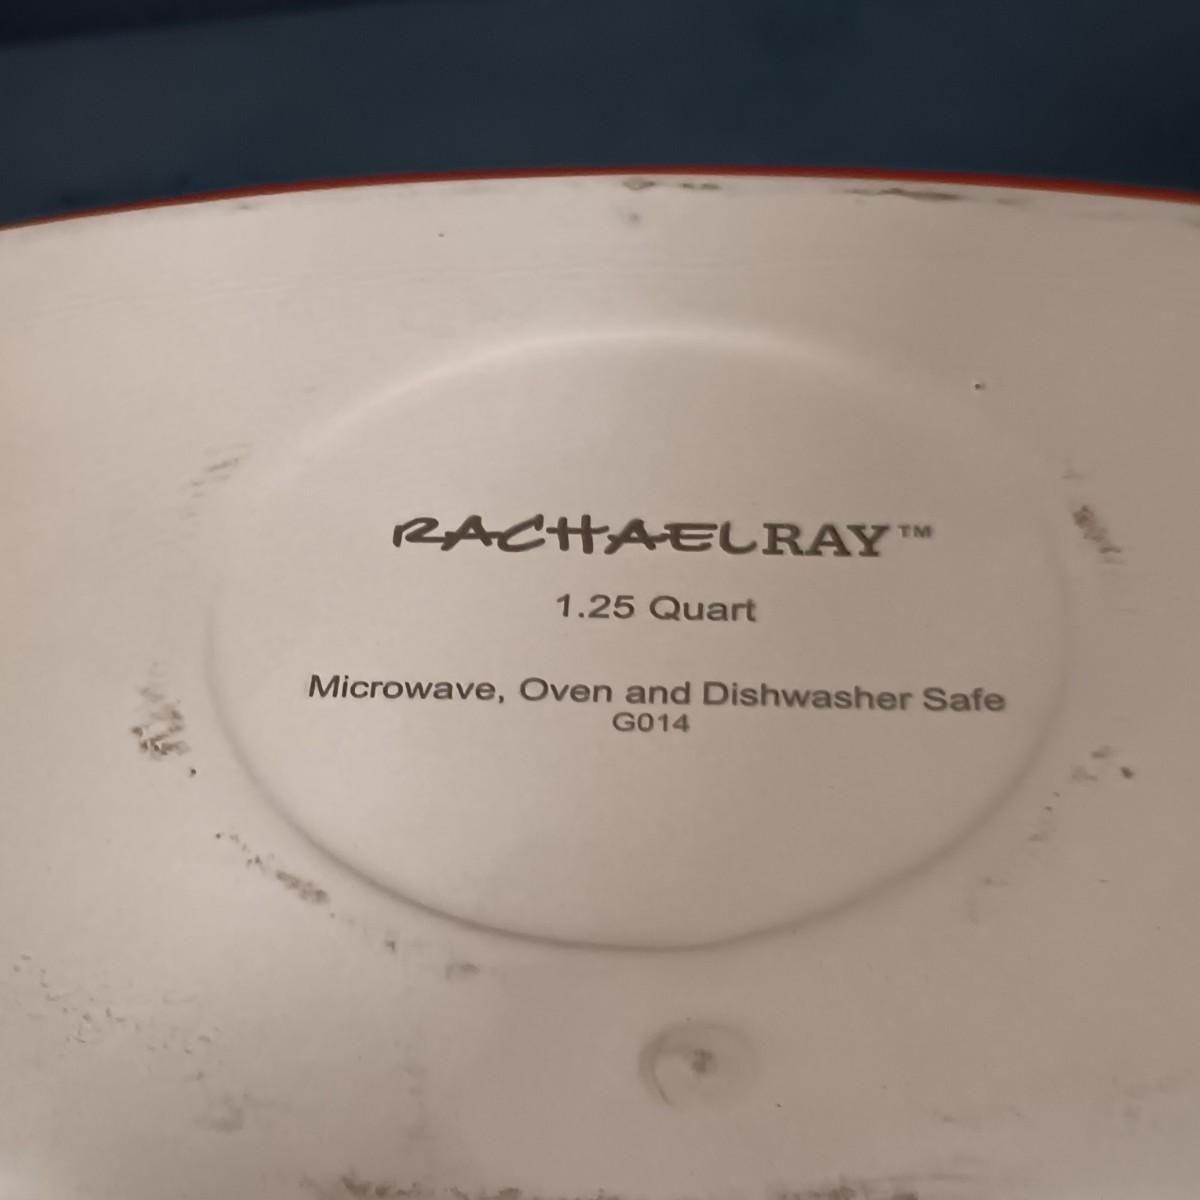 RACHAELRAY™
1.25 Quart
Microwave, Oven and Dishwasher Safe
G014